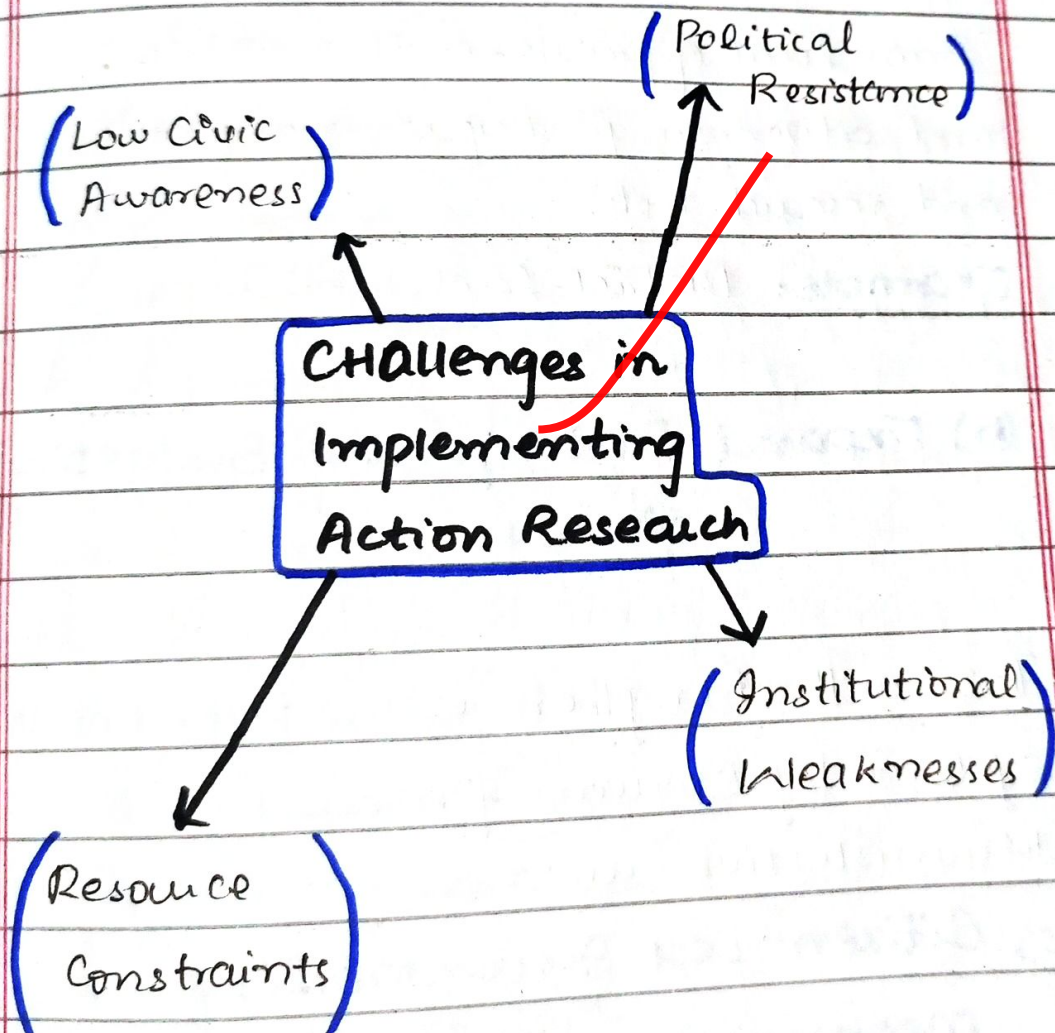 Political
Resistance
Low Civic
Awareness
CHallenges in
Implementing
Action Research
Institutional
Weaknesses
Resource
Constraints